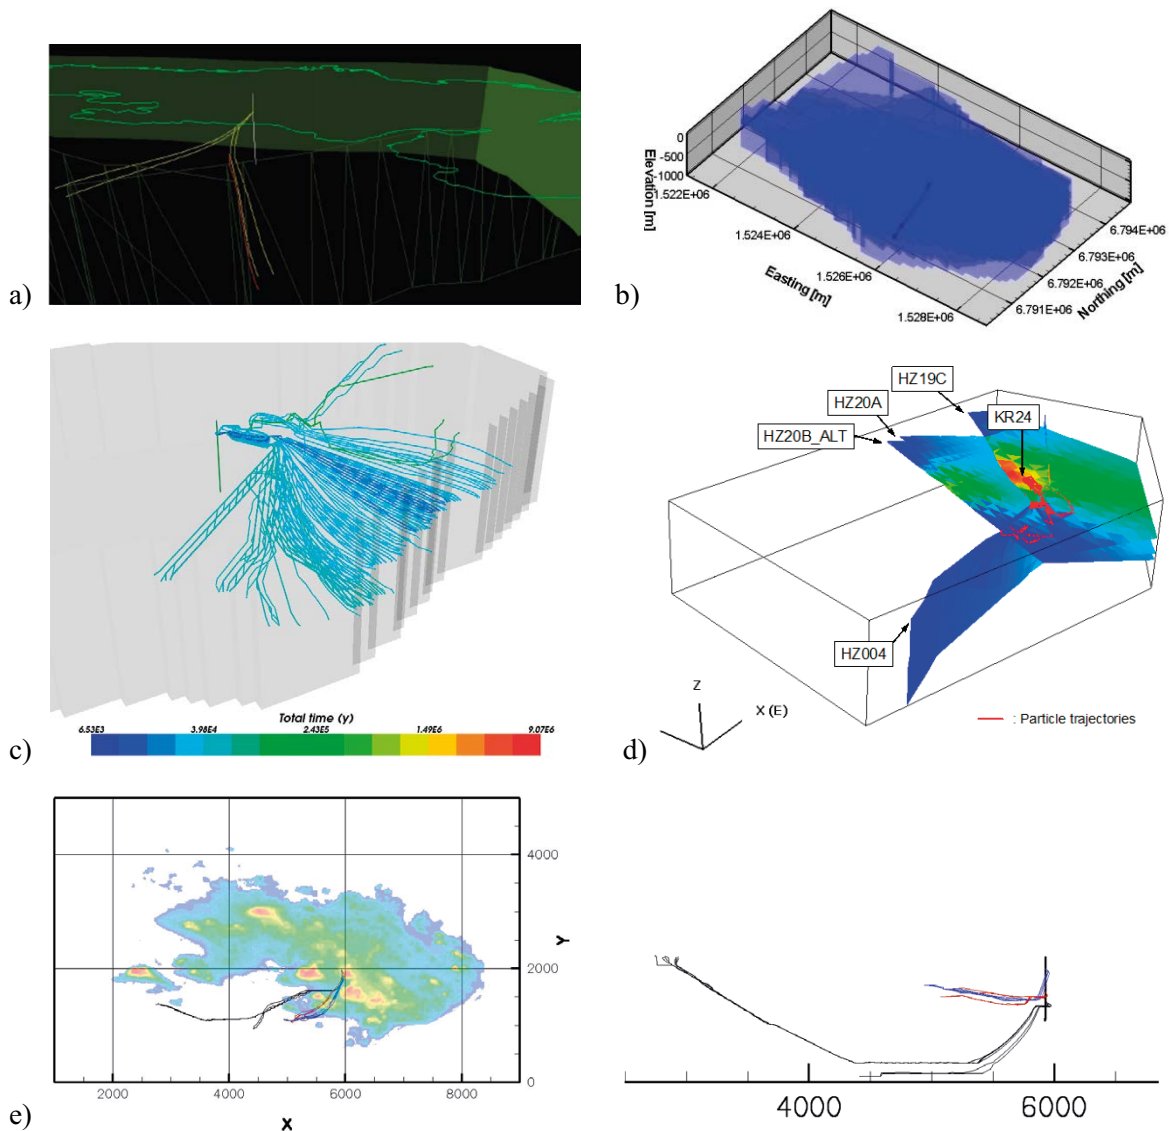 a)
b)
0
-500
-1000
Elevation [m]
1.522E+06
1.524E+06
1.526E+06
1.528E+06
Easting [m]
6.794E+06
6.793E+06
6.792E+06
6.791E+06
Northing [m]
c)
Total time (y)
6.53E3 3.98E4 2.43E5 1.49E6 9.07E6
d)
HZ19C
HZ20A
KR24
HZ20B_ALT
HZ004
Z
X (E)
: Particle trajectories
e)
4000
Y
2000
0
2000 4000 6000 8000
X
4000 6000